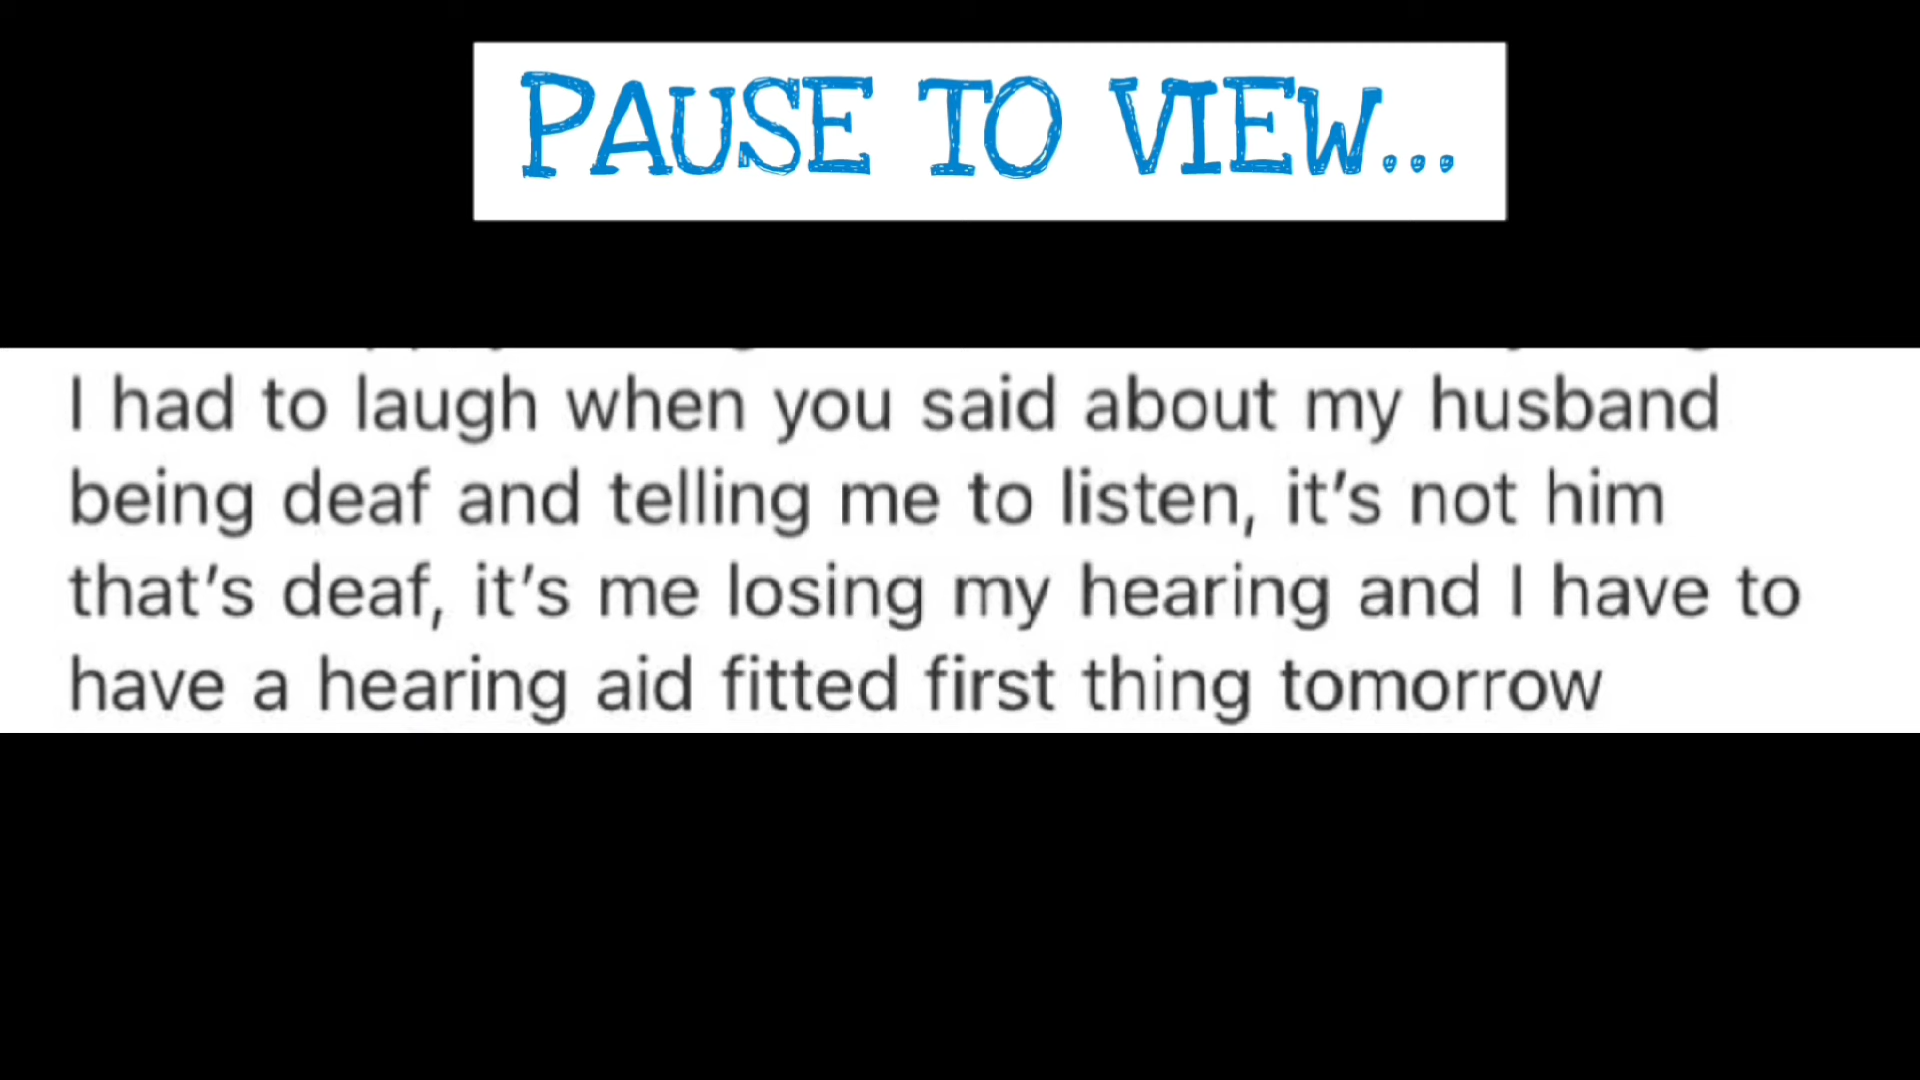 PAUSE TO VIEW...
I had to laugh when you said about my husband
being deaf and telling me to listen, it's not him
that's deaf, it's me losing my hearing and I have to
have a hearing aid fitted first thing tomorrow